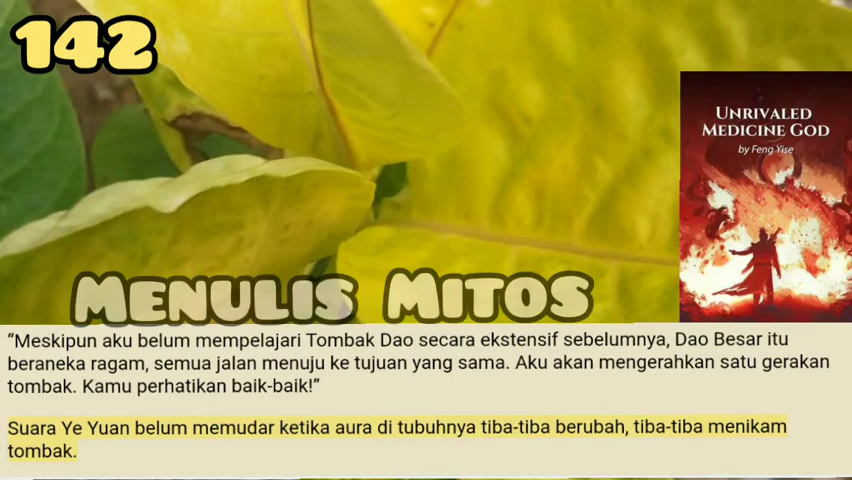 142
UNRIVALED
MEDICINE GOD
by Feng Yise
MENULIS MITOS
“Meskipun aku belum mempelajari Tombak Dao secara ekstensif sebelumnya, Dao Besar itu
beraneka ragam, semua jalan menuju ke tujuan yang sama. Aku akan mengerahkan satu gerakan
tombak. Kamu perhatikan baik-baik!”
Suara Ye Yuan belum memudar ketika aura di tubuhnya tiba-tiba berubah, tiba-tiba menikam
tombak.